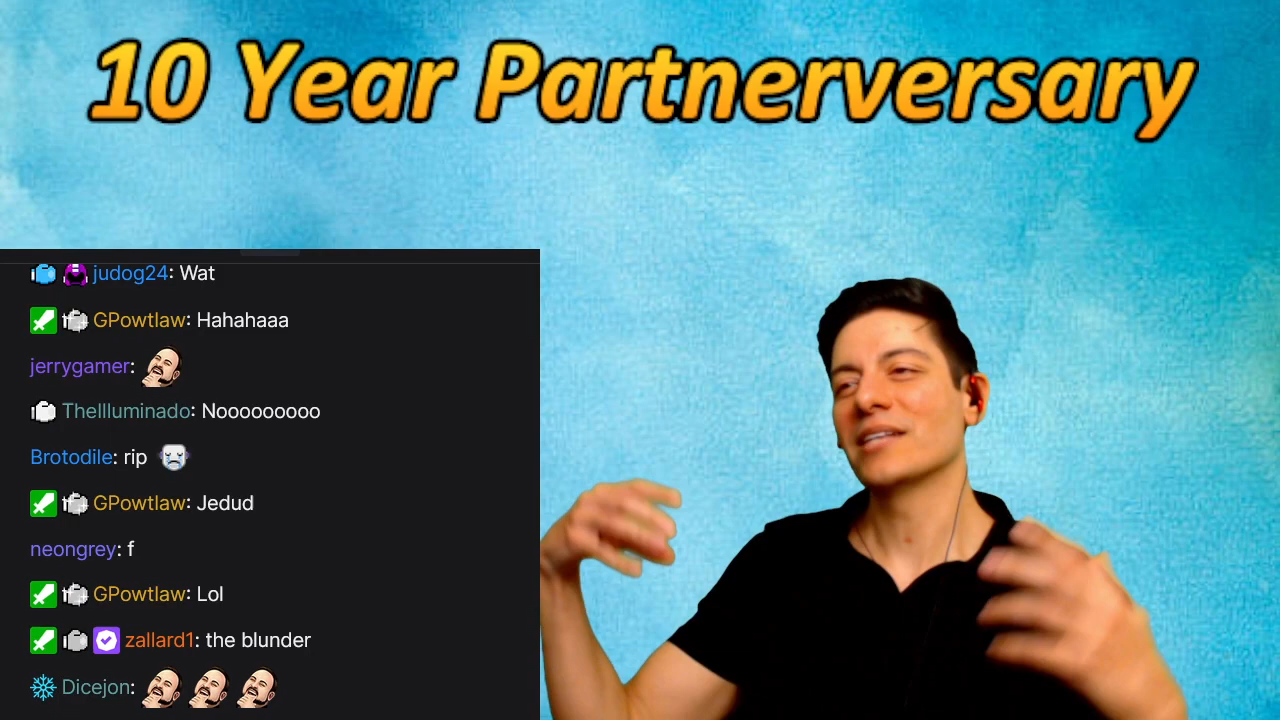 10 Year Partnerversary
judog24: Wat
GPowtlaw: Hahahaaa
jerrygamer:
TheIlluminado: Nooooooooo
Brotodile: rip
GPowtlaw: Jedud
neongrey: f
GPowtlaw: Lol
zallard1: the blunder
Dicejon: